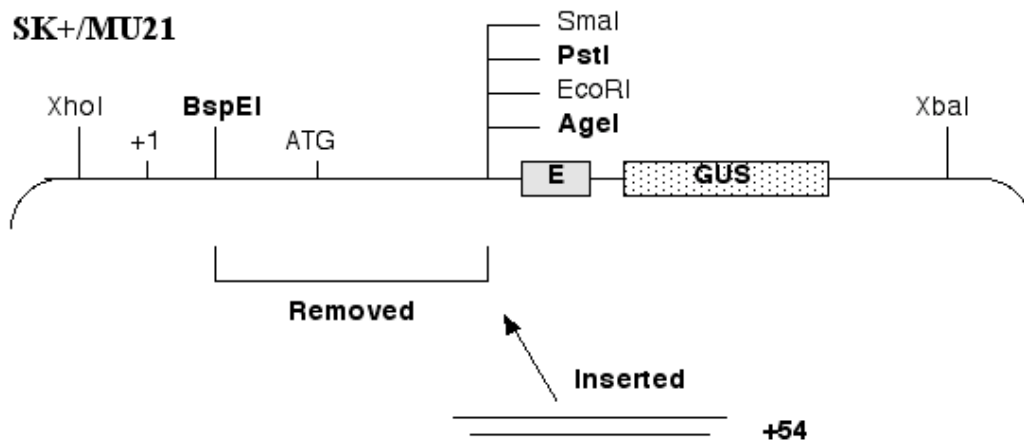 SK+/MU21
SmaI
PstI
EcoRI
AgeI
XhoI
+1
BspEI
ATG
XbaI
E
GUS
Removed
Inserted
+54